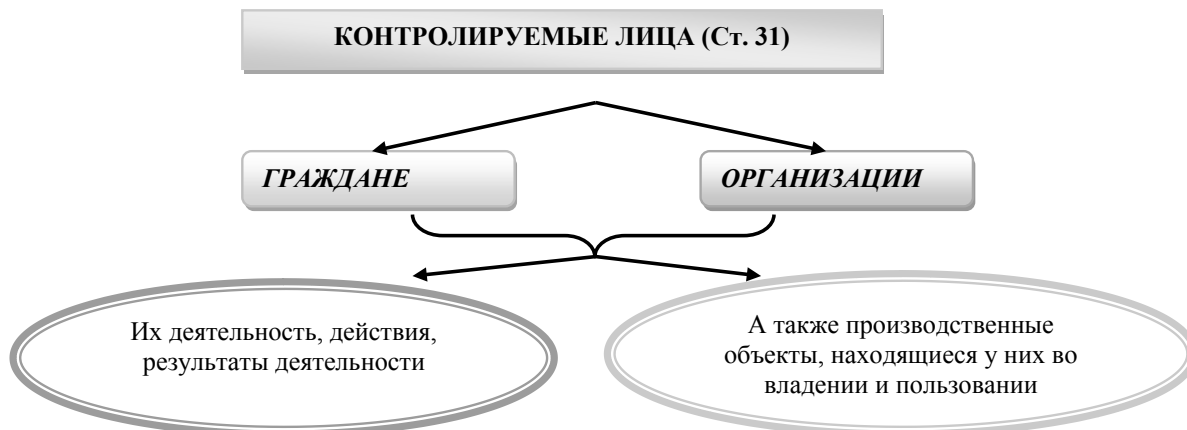 КОНТРОЛИРУЕМЫЕ ЛИЦА (Ст. 31)
ГРАЖДАНЕ
ОРГАНИЗАЦИИ
Их деятельность, действия,
результаты деятельности
А также производственные
объекты, находящиеся у них во
владении и пользовании